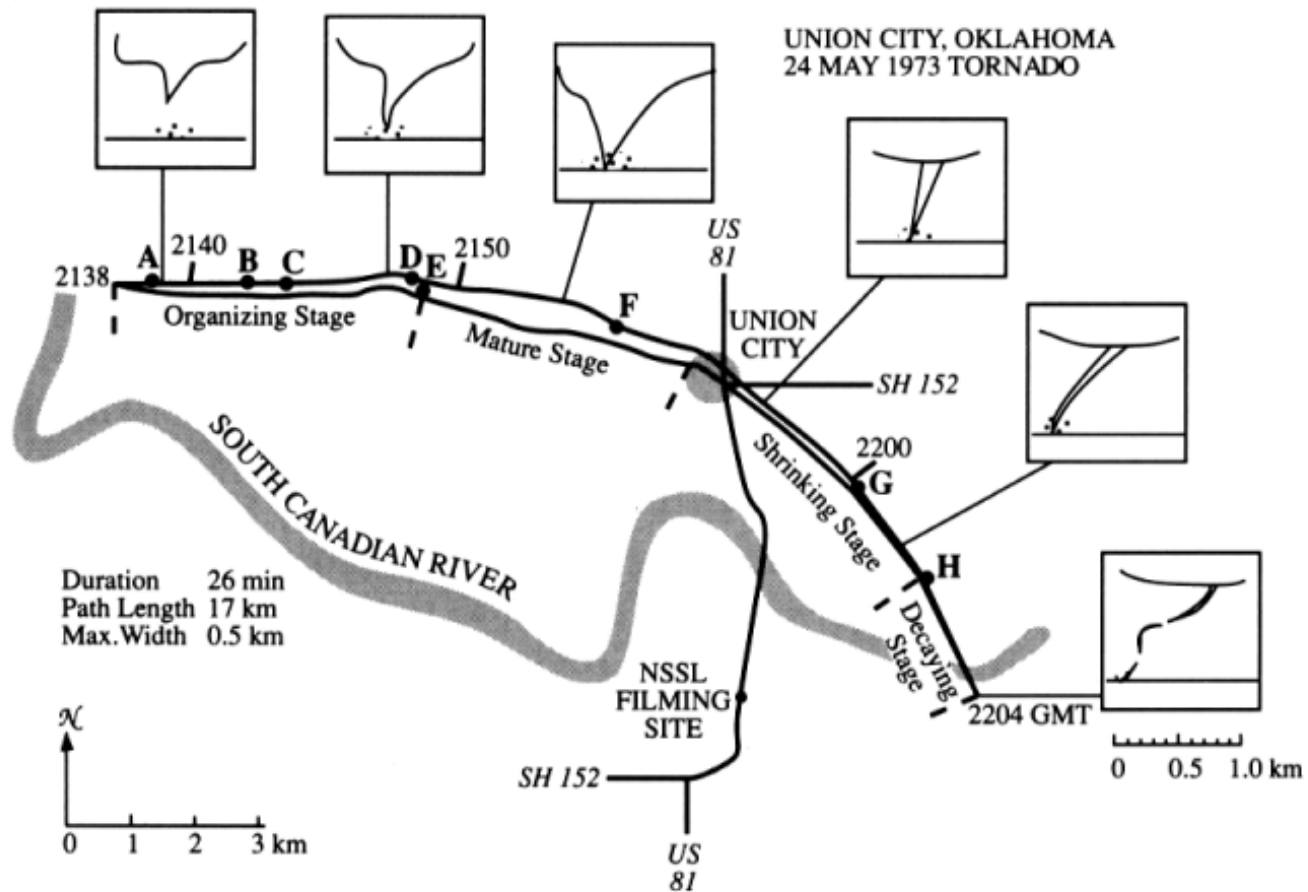 UNION CITY, OKLAHOMA
24 MAY 1973 TORNADO
US
81
2138
A
2140
B
C
D
E
2150
F
UNION
CITY
SH 152
Organizing Stage
Mature Stage
Shrinking Stage
2200
G
H
Decaying
Stage
2204 GMT
SOUTH CANADIAN RIVER
Duration 26 min
Path Length 17 km
Max.Width 0.5 km
NSSL
FILMING
SITE
SH 152
US
81
N
0 1 2 3 km
0 0.5 1.0 km